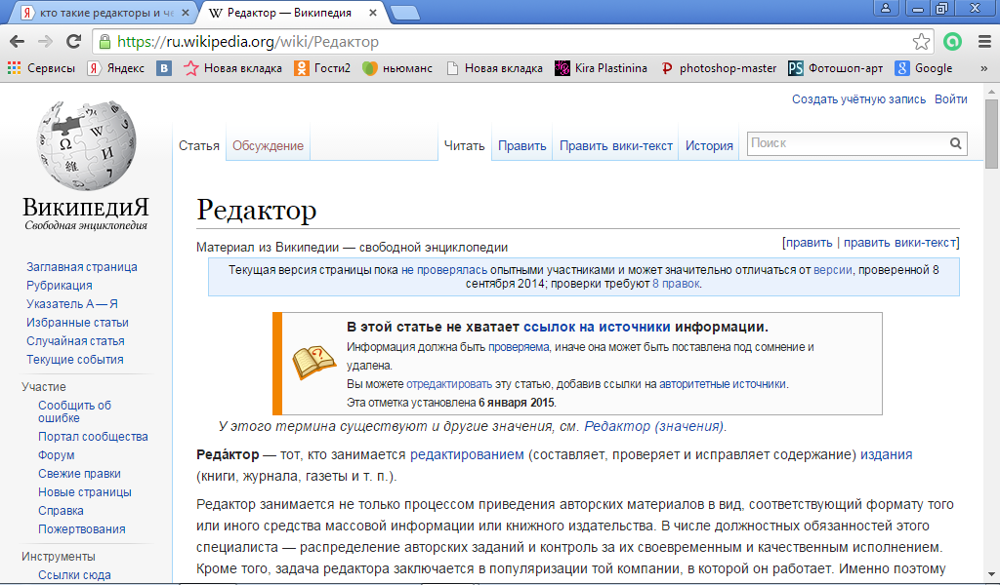 кто такие редакторы и че
Редактор — Википедия
https://ru.wikipedia.org/wiki/Редактор
Сервисы Яндекс Новая вкладка Гости2 ньюманс Новая вкладка Kira Plastinina photoshop-master Фотошоп-арт Google »
Создать учётную запись Войти
Статья Обсуждение Читать Править Править вики-текст История Поиск
ВикипедиЯ
Свободная энциклопедия
Заглавная страница
Рубрикация
Указатель А — Я
Избранные статьи
Случайная статья
Текущие события
Участие
Сообщить об
ошибке
Портал сообщества
Форум
Свежие правки
Новые страницы
Справка
Пожертвования
Инструменты
Ссылки сюда
Редактор
Материал из Википедии — свободной энциклопедии
[править | править вики-текст]
Текущая версия страницы пока не проверялась опытными участниками и может значительно отличаться от версии, проверенной 8
сентября 2014; проверки требуют 8 правок.
В этой статье не хватает ссылок на источники информации.
Информация должна быть проверяема, иначе она может быть поставлена под сомнение и
удалена.
Вы можете отредактировать эту статью, добавив ссылки на авторитетные источники.
Эта отметка установлена 6 января 2015.
У этого термина существуют и другие значения, см. Редактор (значения).
Реда́ктор — тот, кто занимается редактированием (составляет, проверяет и исправляет содержание) издания
(книги, журнала, газеты и т. п.).
Редактор занимается не только процессом приведения авторских материалов в вид, соответствующий формату того
или иного средства массовой информации или книжного издательства. В числе должностных обязанностей этого
специалиста — распределение авторских заданий и контроль за их своевременным и качественным исполнением.
Кроме того, задача редактора заключается в популяризации той компании, в которой он работает. Именно поэтому